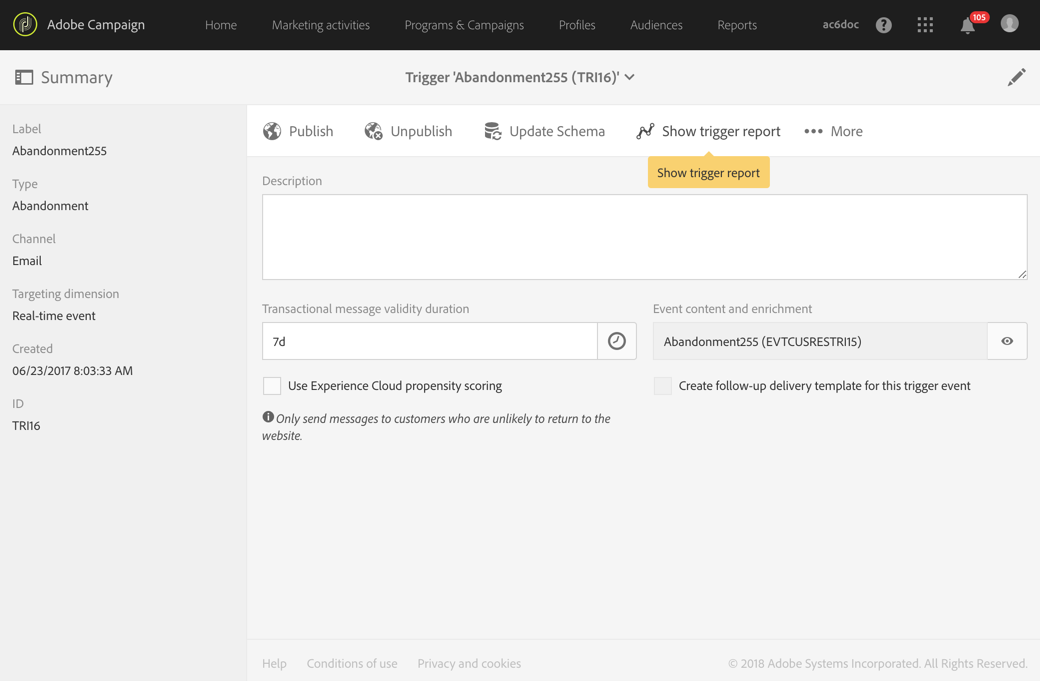 Adobe Campaign
Home
Marketing activities
Programs & Campaigns
Profiles
Audiences
Reports
ac6doc
?
105
Summary
Trigger 'Abandonment255 (TRI16)'
Label
Abandonment255
Type
Abandonment
Channel
Email
Targeting dimension
Real-time event
Created
06/23/2017 8:03:33 AM
ID
TRI16
Publish
Unpublish
Update Schema
Show trigger report
More
Show trigger report
Description
Transactional message validity duration
7d
Event content and enrichment
Abandonment255 (EVTCUSRESTRI15)
Use Experience Cloud propensity scoring
Create follow-up delivery template for this trigger event
Only send messages to customers who are unlikely to return to the
website.
Help
Conditions of use
Privacy and cookies
© 2018 Adobe Systems Incorporated. All Rights Reserved.